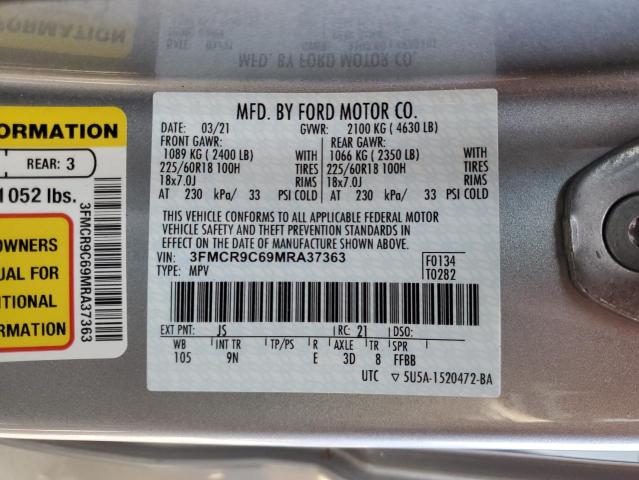 FORMATION
REAR: 3
1052 lbs.
OWNERS
UAL FOR
ITIONAL
FORMATION
3FMCR9C69MRA37363
MFD. BY FORD MOTOR CO.
DATE: 03/21 GVWR: 2100 KG (4630 LB)
FRONT GAWR: REAR GAWR:
1089 KG (2400 LB) WITH 1066 KG (2350 LB) WITH
225/60R18 100H TIRES 225/60R18 100H TIRES
18x7.0J RIMS 18x7.0J RIMS
AT 230 kPa/ 33 PSI COLD AT 230 kPa/ 33 PSI COLD
THIS VEHICLE CONFORMS TO ALL APPLICABLE FEDERAL MOTOR
VEHICLE SAFETY AND THEFT PREVENTION STANDARDS IN
EFFECT ON THE DATE OF MANUFACTURE SHOWN ABOVE.
VIN: 3FMCR9C69MRA37363 F0134
TYPE: MPV T0282
EXT PNT: JS RC: 21 DSO:
WB INT TR TP/PS R AXLE TR SPR
105 9N E 3D 8 FFBB
UTC ▽ 5U5A-1520472-BA